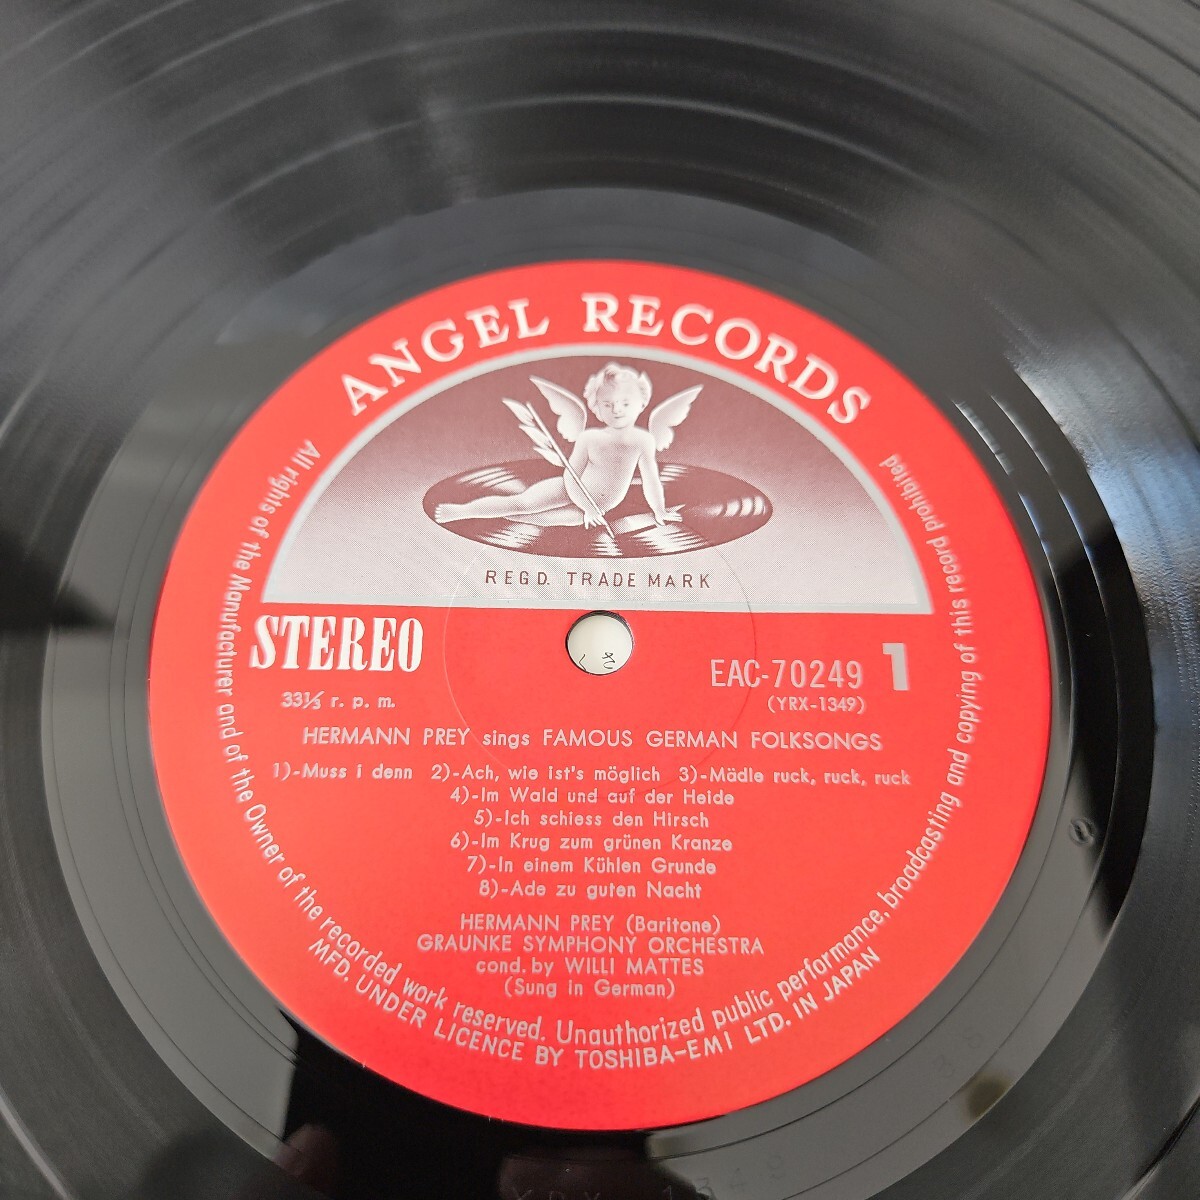 ANGEL RECORDS
REGD. TRADE MARK
STEREO
33⅓ r. p. m.
EAC-70249 1
(YRX-1349)
HERMANN PREY sings FAMOUS GERMAN FOLKSONGS
1)-Muss i denn 2)-Ach, wie ist's möglich 3)-Mädle ruck, ruck, ruck
4)-Im Wald und auf der Heide
5)-Ich schiess den Hirsch
6)-Im Krug zum grünen Kranze
7)-In einem Kühlen Grunde
8)-Ade zu guten Nacht
HERMANN PREY (Baritone)
GRAUNKE SYMPHONY ORCHESTRA
cond. by WILLI MATTES
(Sung in German)
All rights of the Manufacturer and of the Owner of the recorded work reserved. Unauthorized public performance, broadcasting and copying of this record prohibited
MFD. UNDER LICENCE BY TOSHIBA-EMI LTD. IN JAPAN